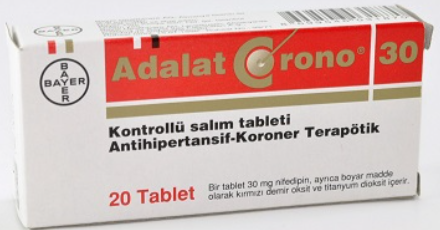 BAYER
BAYER
Adalat Crono® 30
Kontrollü salım tableti
Antihipertansif-Koroner Terapötik
20 Tablet
Bir tablet 30 mg nifedipin, ayrıca boyar madde
olarak kırmızı demir oksit ve titanyum dioksit içerir.